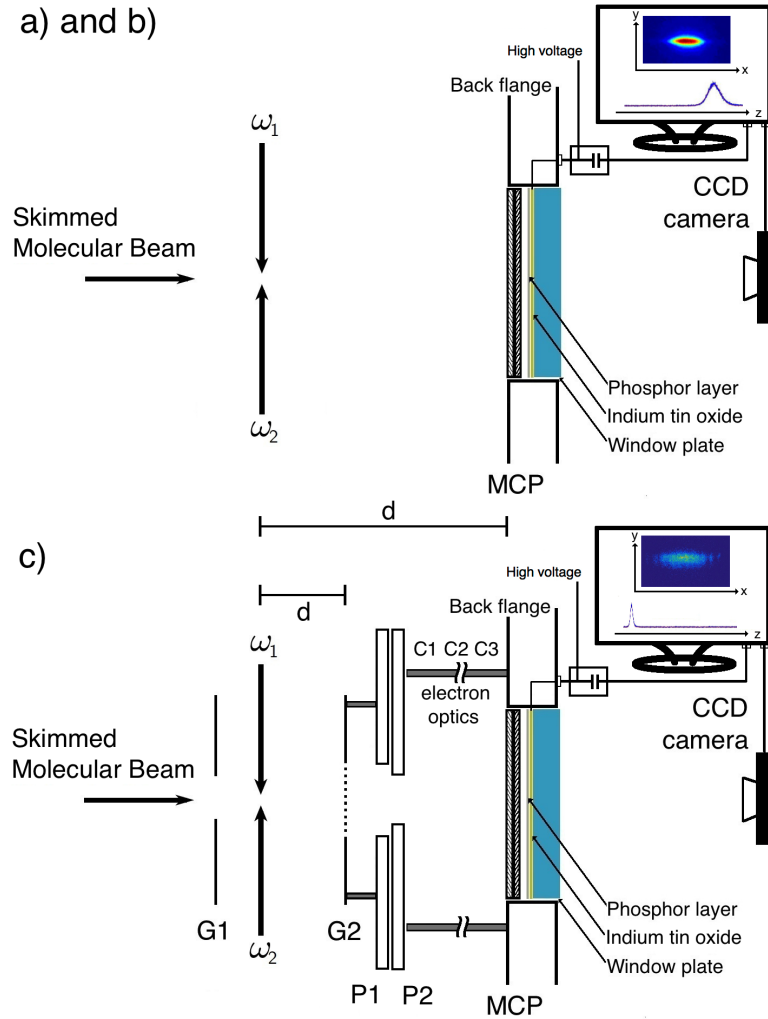 a) and b)
High voltage
y
x
z
Back flange
ω1
CCD
camera
Skimmed
Molecular Beam
Phosphor layer
Indium tin oxide
Window plate
ω2
MCP
d
c)
y
x
z
High voltage
Back flange
d
ω1
C1 C2 C3
electron
optics
CCD
camera
Skimmed
Molecular Beam
Phosphor layer
Indium tin oxide
Window plate
G1
ω2
G2
P1
P2
MCP